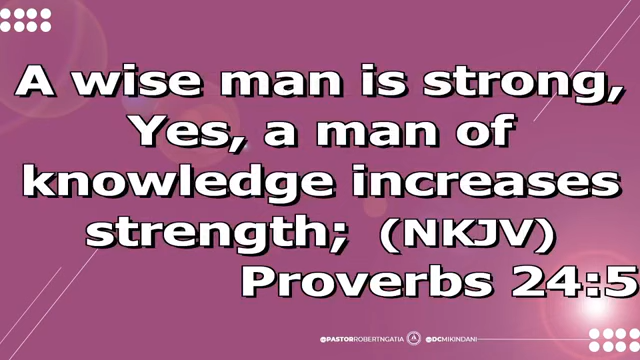 A wise man is strong,
Yes, a man of
knowledge increases
strength; (NKJV)
Proverbs 24:5
@PASTORROBERTNGATIA @DCMIKINDANI